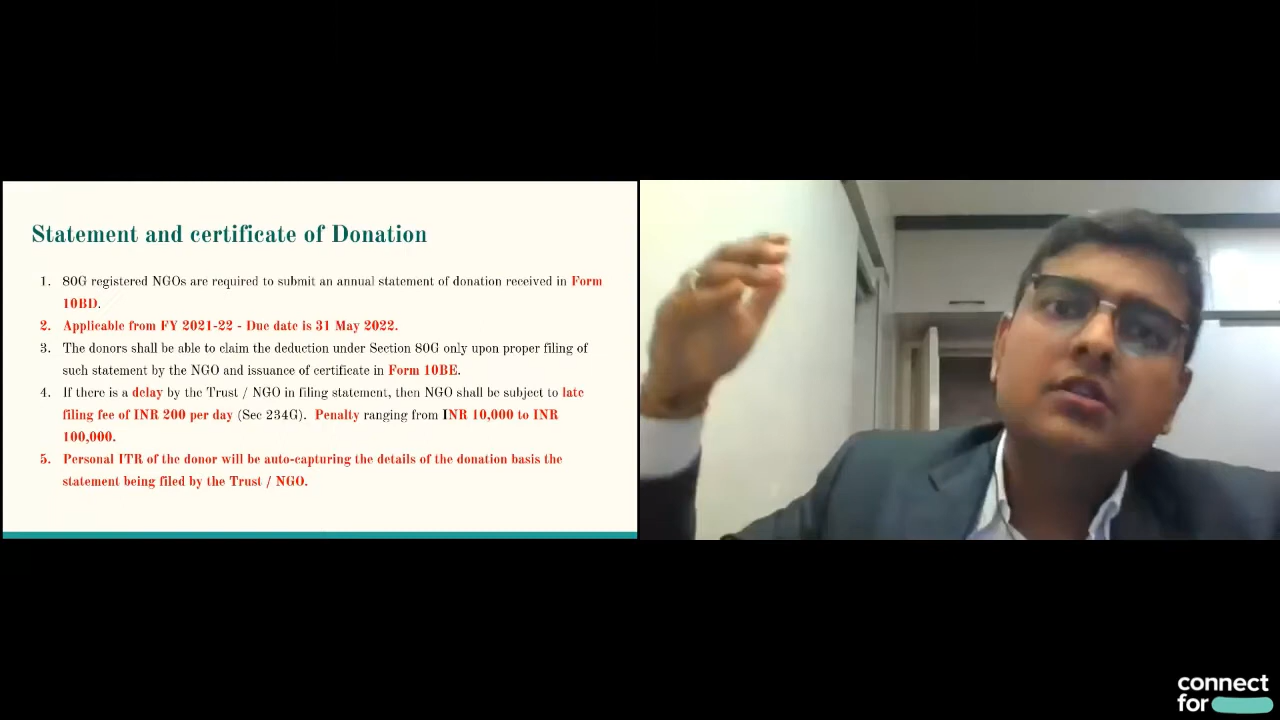 Statement and certificate of Donation
1. 80G registered NGOs are required to submit an annual statement of donation received in Form
10BD.
2. Applicable from FY 2021-22 - Due date is 31 May 2022.
3. The donors shall be able to claim the deduction under Section 80G only upon proper filing of
such statement by the NGO and issuance of certificate in Form 10BE.
4. If there is a delay by the Trust / NGO in filing statement, then NGO shall be subject to late
filing fee of INR 200 per day (Sec 234G). Penalty ranging from INR 10,000 to INR
100,000.
5. Personal ITR of the donor will be auto-capturing the details of the donation basis the
statement being filed by the Trust / NGO.
connect
for